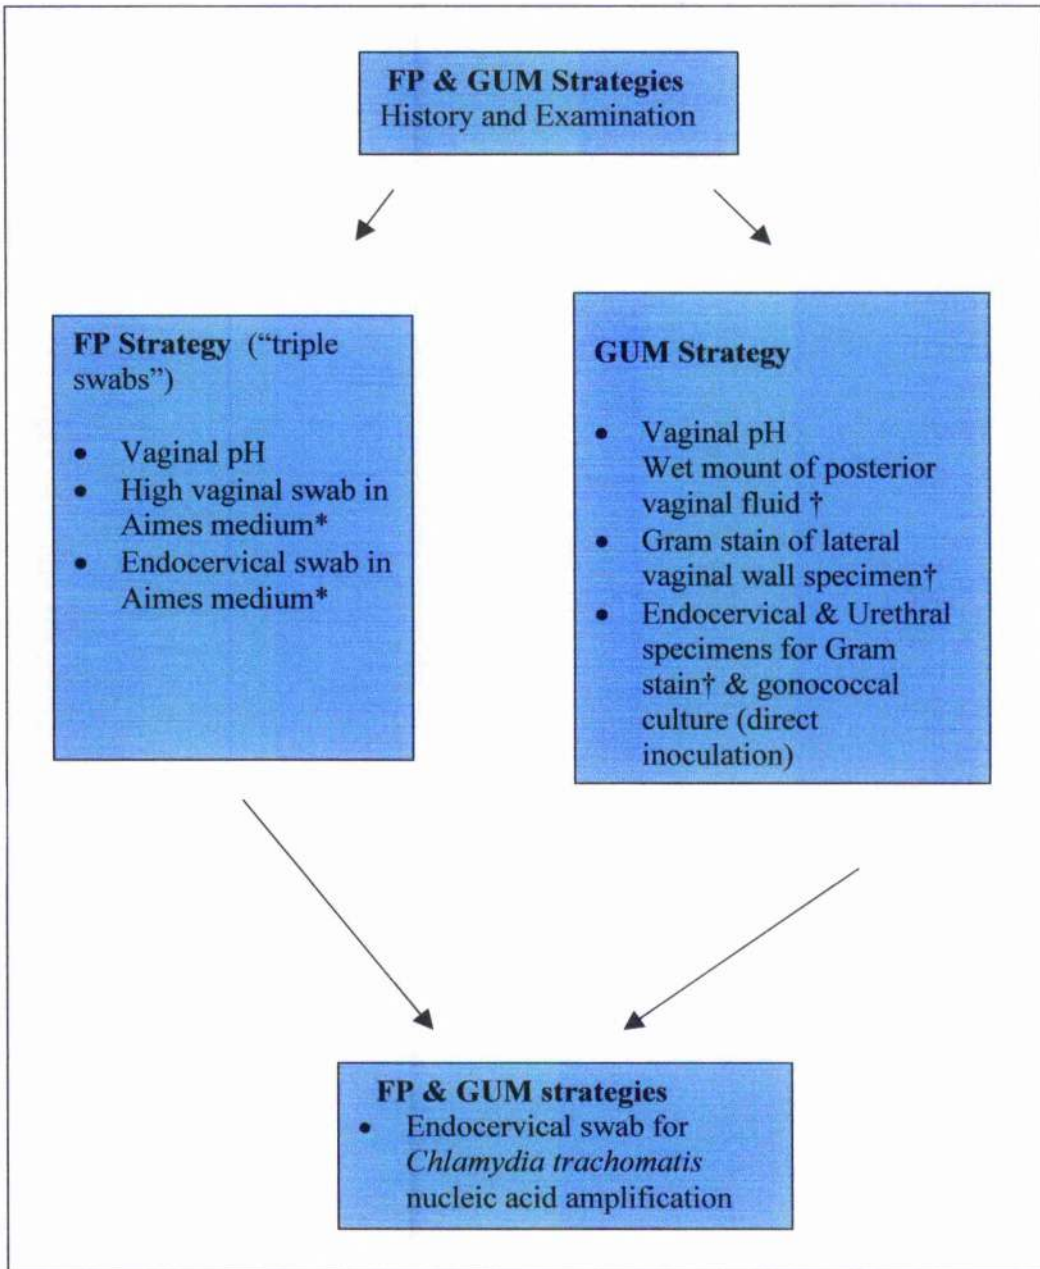 FP & GUM Strategies
History and Examination
FP Strategy (“triple
swabs”)
• Vaginal pH
• High vaginal swab in
Aimes medium*
• Endocervical swab in
Aimes medium*
GUM Strategy
• Vaginal pH
Wet mount of posterior
vaginal fluid †
• Gram stain of lateral
vaginal wall specimen†
• Endocervical & Urethral
specimens for Gram
stain† & gonococcal
culture (direct
inoculation)
FP & GUM strategies
• Endocervical swab for
Chlamydia trachomatis
nucleic acid amplification